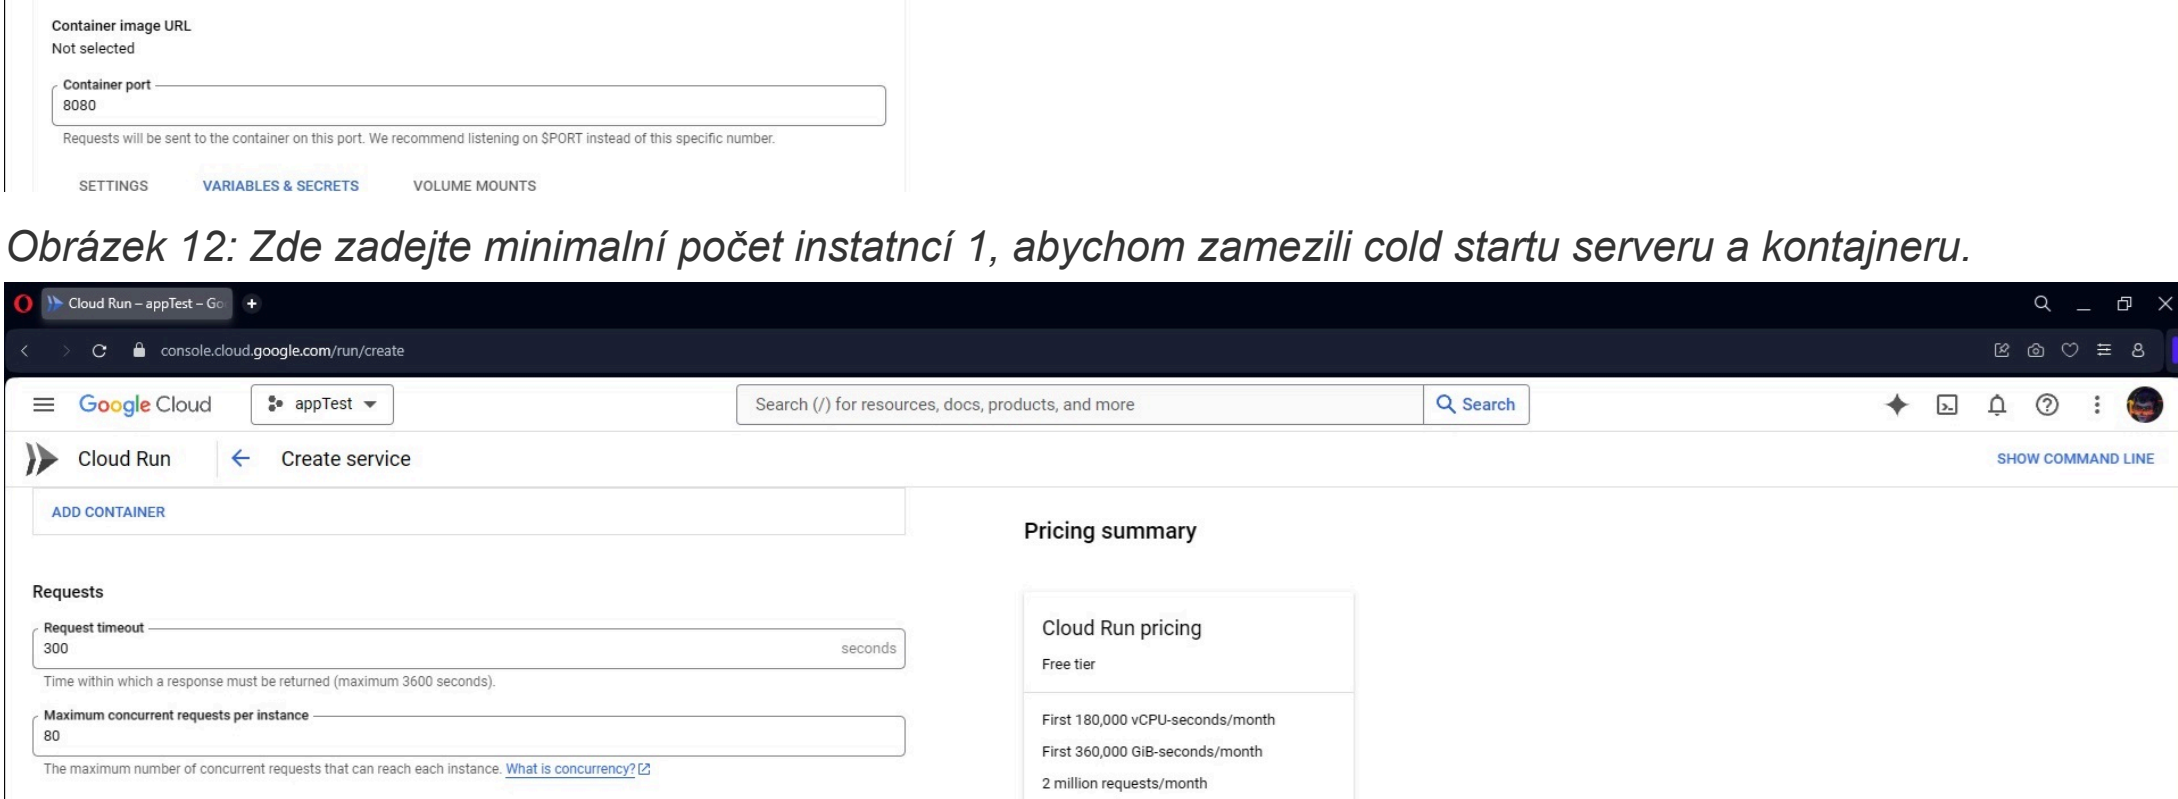 Container image URL
Not selected
Container port
8080
Requests will be sent to the container on this port. We recommend listening on $PORT instead of this specific number.
SETTINGS VARIABLES & SECRETS VOLUME MOUNTS
Obrázek 12: Zde zadejte minimalní počet instatncí 1, abychom zamezili cold startu serveru a kontajneru.
Cloud Run – appTest – Go
console.cloud.google.com/run/create
Google Cloud appTest Search (/) for resources, docs, products, and more Search
Cloud Run Create service SHOW COMMAND LINE
ADD CONTAINER
Pricing summary
Requests
Request timeout
300 seconds
Time within which a response must be returned (maximum 3600 seconds).
Maximum concurrent requests per instance
80
The maximum number of concurrent requests that can reach each instance. What is concurrency?
Cloud Run pricing
Free tier
First 180,000 vCPU-seconds/month
First 360,000 GiB-seconds/month
2 million requests/month